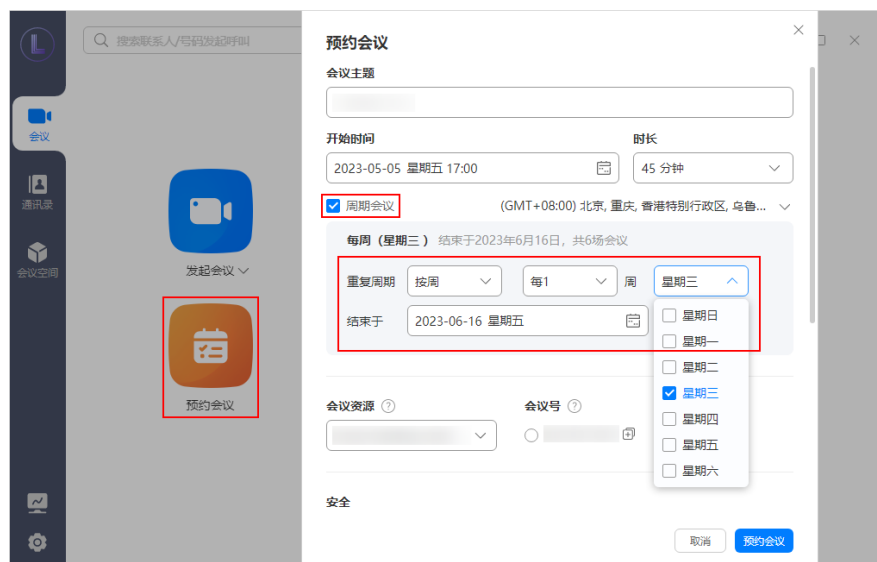 搜索联系人/号码发起呼叫
会议
通讯录
会议空间
发起会议
预约会议
预约会议
会议主题
开始时间 时长
2023-05-05 星期五 17:00 45 分钟
周期会议 (GMT+08:00) 北京, 重庆, 香港特别行政区, 乌鲁...
每周（星期三 ） 结束于2023年6月16日，共6场会议
重复周期 按周 每1 周 星期三
结束于 2023-06-16 星期五
星期日
星期一
星期二
星期三
星期四
星期五
星期六
会议资源 会议号
安全
取消 预约会议